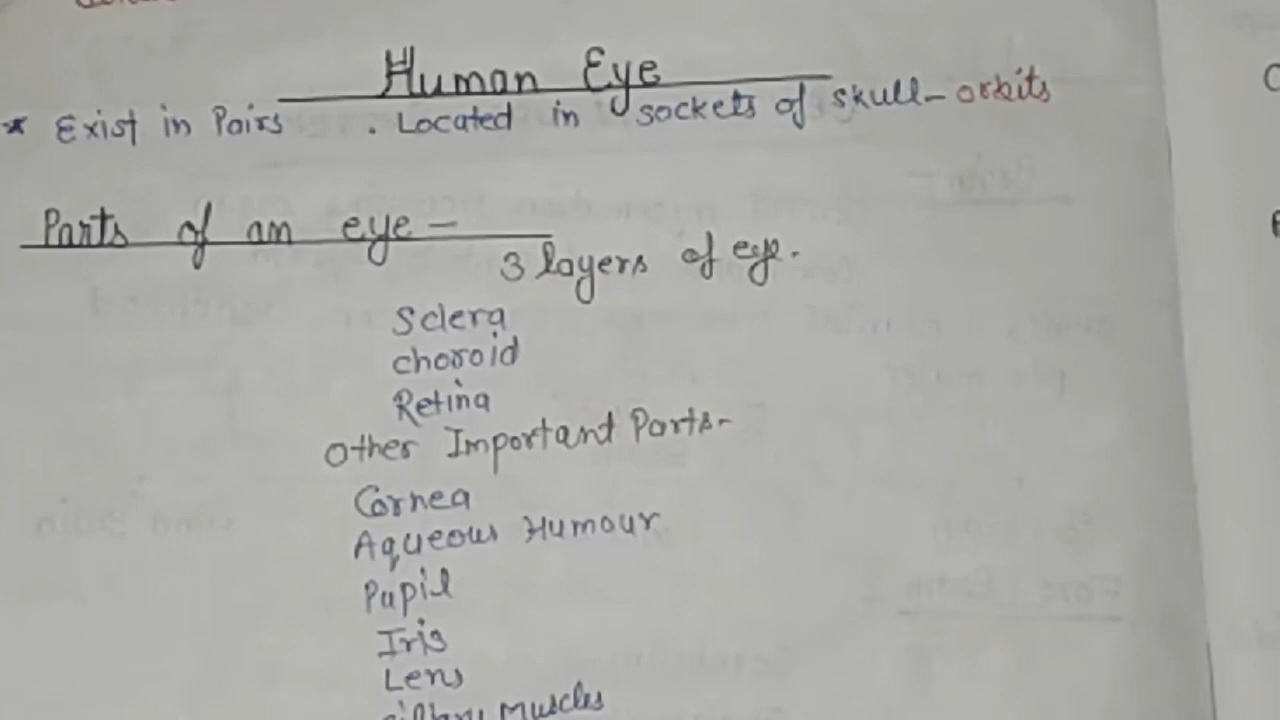 Human Eye
* Exist in Pairs . Located in sockets of skull - orbits
Parts of an eye -
3 layers of eye.
Sclera
choroid
Retina
Other Important Parts-
Cornea
Aqueous Humour
Pupil
Iris
Lens
Muscles